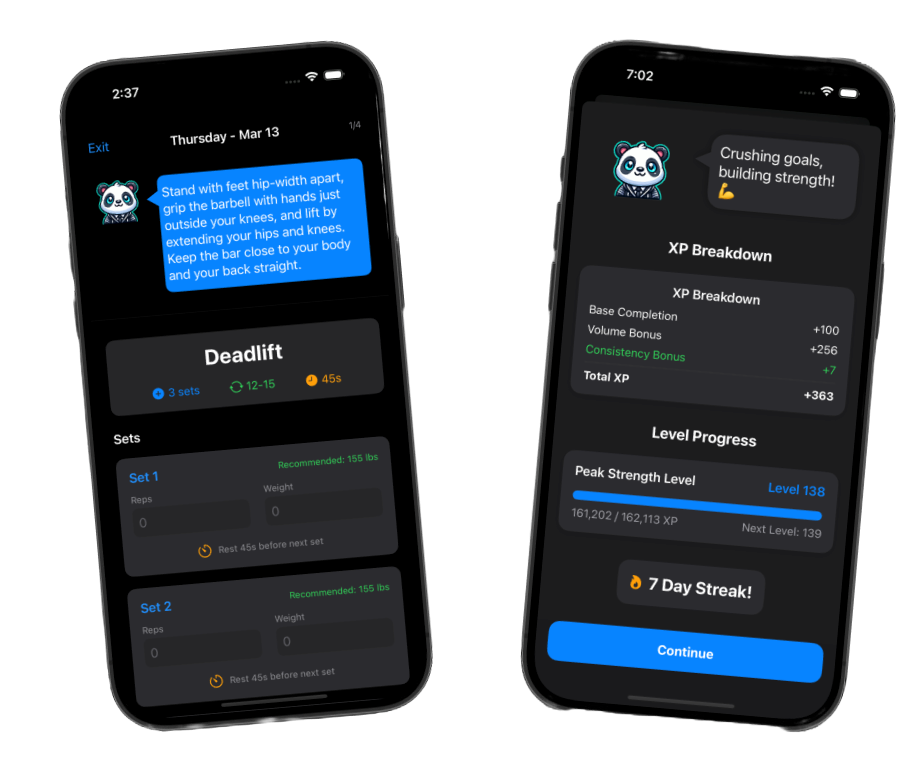 2:37
Exit
Thursday - Mar 13
1/4
Stand with feet hip-width apart,
grip the barbell with hands just
outside your knees, and lift by
extending your hips and knees.
Keep the bar close to your body
and your back straight.
Deadlift
3 sets
12-15
45s
Sets
Set 1
Recommended: 155 lbs
Reps
Weight
0
0
Rest 45s before next set
Set 2
Recommended: 155 lbs
Reps
Weight
0
0
Rest 45s before next set
7:02
Crushing goals,
building strength!
💪
XP Breakdown
XP Breakdown
Base Completion
+100
Volume Bonus
+256
Consistency Bonus
+7
Total XP
+363
Level Progress
Peak Strength Level
Level 138
161,202 / 162,113 XP
Next Level: 139
🔥 7 Day Streak!
Continue